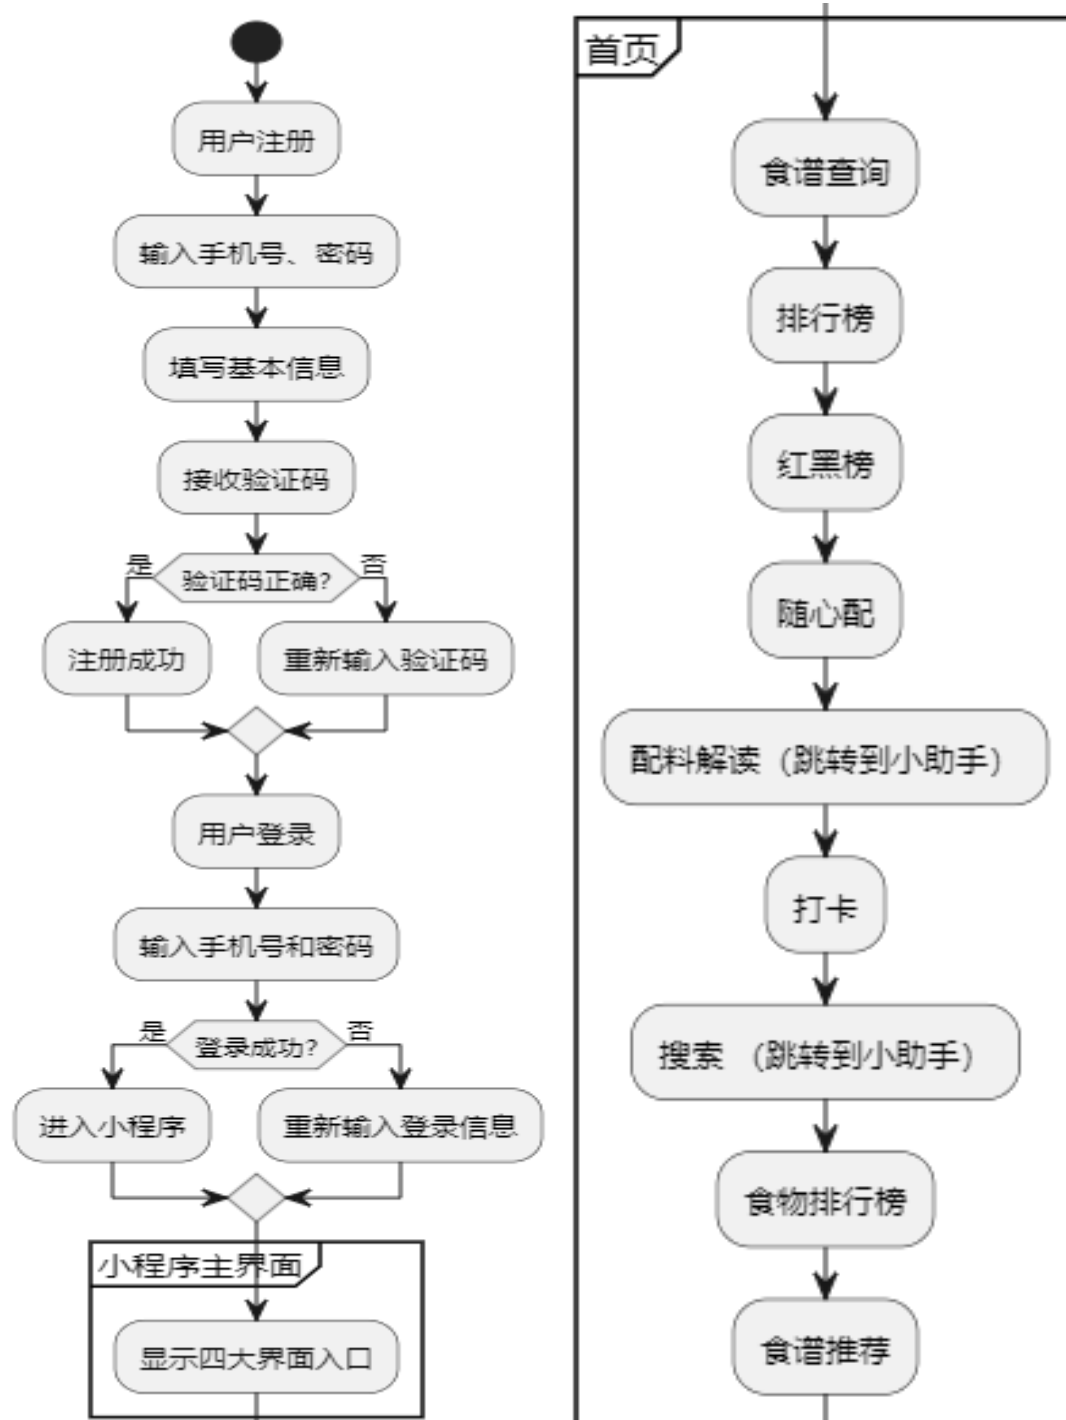 用户注册
输入手机号、密码
填写基本信息
接收验证码
是
验证码正确?
否
注册成功
重新输入验证码
用户登录
输入手机号和密码
是
登录成功?
否
进入小程序
重新输入登录信息
小程序主界面
显示四大界面入口
首页
食谱查询
排行榜
红黑榜
随心配
配料解读（跳转到小助手）
打卡
搜索 （跳转到小助手）
食物排行榜
食谱推荐